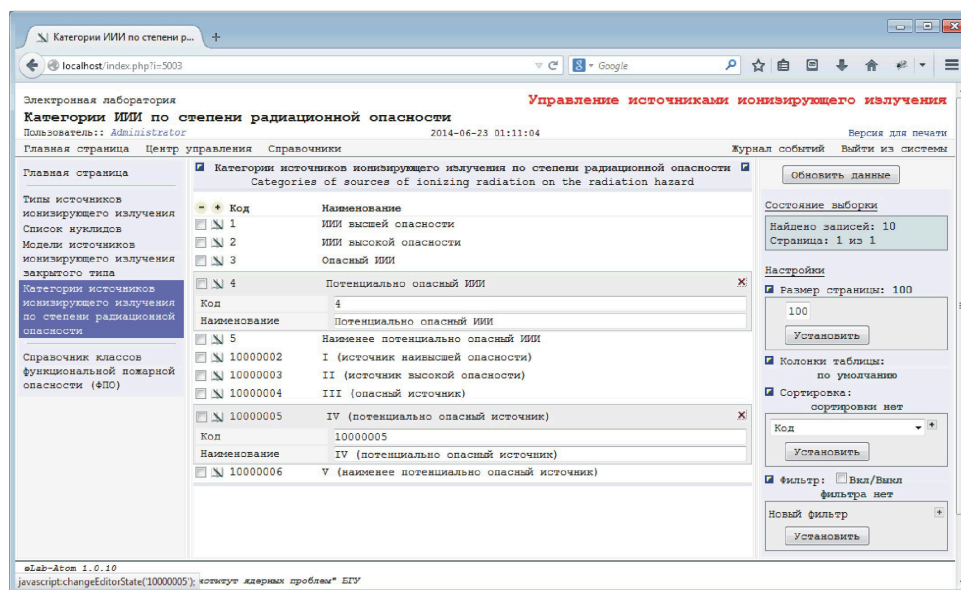 Категории ИИИ по степени р...
localhost/index.php?i=5003
Google
Электронная лаборатория
Управление источниками ионизирующего излучения
Категории ИИИ по степени радиационной опасности
Пользователь:: Administrator
2014-06-23 01:11:04
Версия для печати
Главная страница Центр управления Справочники
Журнал событий Выйти из системы
Главная страница
Типы источников
ионизирующего излучения
Список нуклидов
Модели источников
ионизирующего излучения
закрытого типа
Категории источников
ионизирующего излучения
по степени радиационной
опасности
Справочник классов
функциональной пожарной
опасности (ФПО)
Категории источников ионизирующего излучения по степени радиационной опасности
Categories of sources of ionizing radiation on the radiation hazard
- + Код Наименование
1 ИИИ высшей опасности
2 ИИИ высокой опасности
3 Опасный ИИИ
4 Потенциально опасный ИИИ
Код 4
Наименование Потенциально опасный ИИИ
5 Наименее потенциально опасный ИИИ
10000002 I (источник наивысшей опасности)
10000003 II (источник высокой опасности)
10000004 III (опасный источник)
10000005 IV (потенциально опасный источник)
Код 10000005
Наименование IV (потенциально опасный источник)
10000006 V (наименее потенциально опасный источник)
Обновить данные
Состояние выборки
Найдено записей: 10
Страница: 1 из 1
Настройки
Размер страницы: 100
100
Установить
Колонки таблицы:
по умолчанию
Сортировка:
сортировки нет
Код
Установить
Фильтр: Вкл/Выкл
фильтра нет
Новый фильтр
Установить
eLab-Atom 1.0.10
javascript:changeEditorState('10000005'); ядерных проблем" БГУ